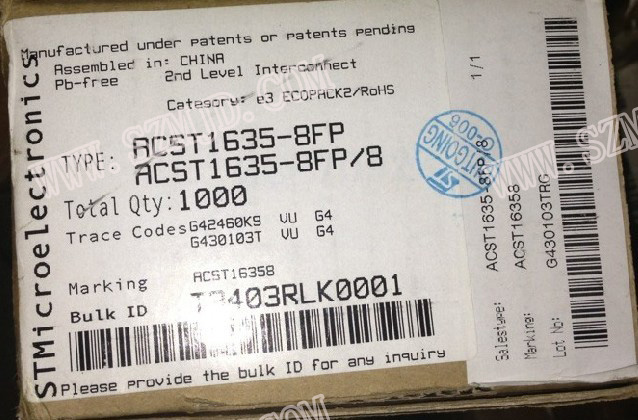 STMicroelectronics
Manufactured under patents or patents pending
Assembled in: CHINA
Pb-free 2nd Level Interconnect
Category: e3 ECOPACK2/RoHS
TYPE: ACST1635-8FP
ACST1635-8FP/8
Total Qty: 1000
Trace Codes G42460K9 VU G4
G430103T VU G4
Marking ACST16358
Bulk ID 403RLK0001
Please provide the bulk ID for any inquiry
OUTGOING
1/1
Salestype: ACST1635-8FP/8
Marking: ACST16358
Lot No: G430103TRG